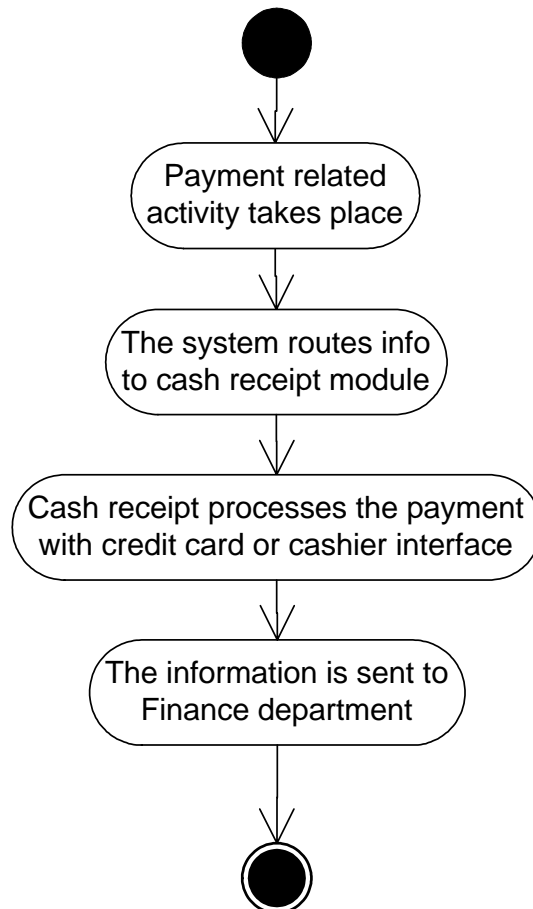 Payment related
activity takes place
The system routes info
to cash receipt module
Cash receipt processes the payment
with credit card or cashier interface
The information is sent to
Finance department